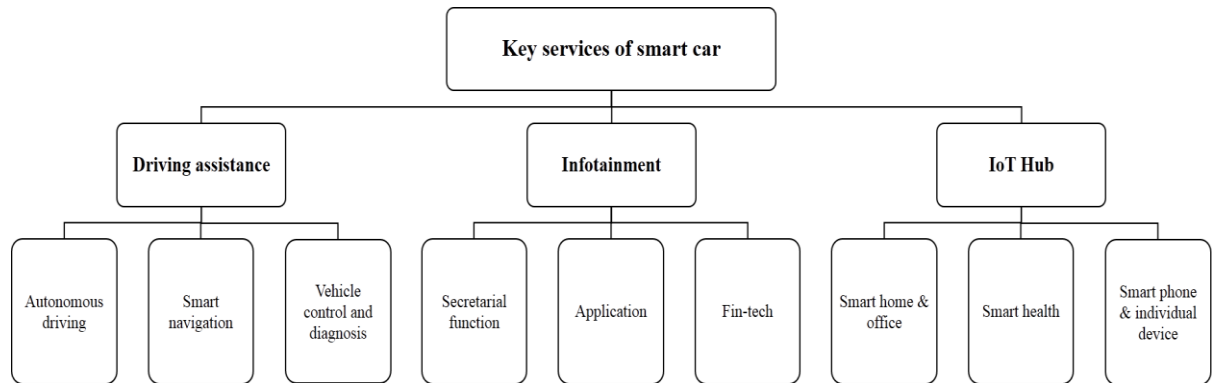 Key services of smart car
Driving assistance
Infotainment
IoT Hub
Autonomous
driving
Smart
navigation
Vehicle
control and
diagnosis
Secretarial
function
Application
Fin-tech
Smart home &
office
Smart health
Smart phone
& individual
device